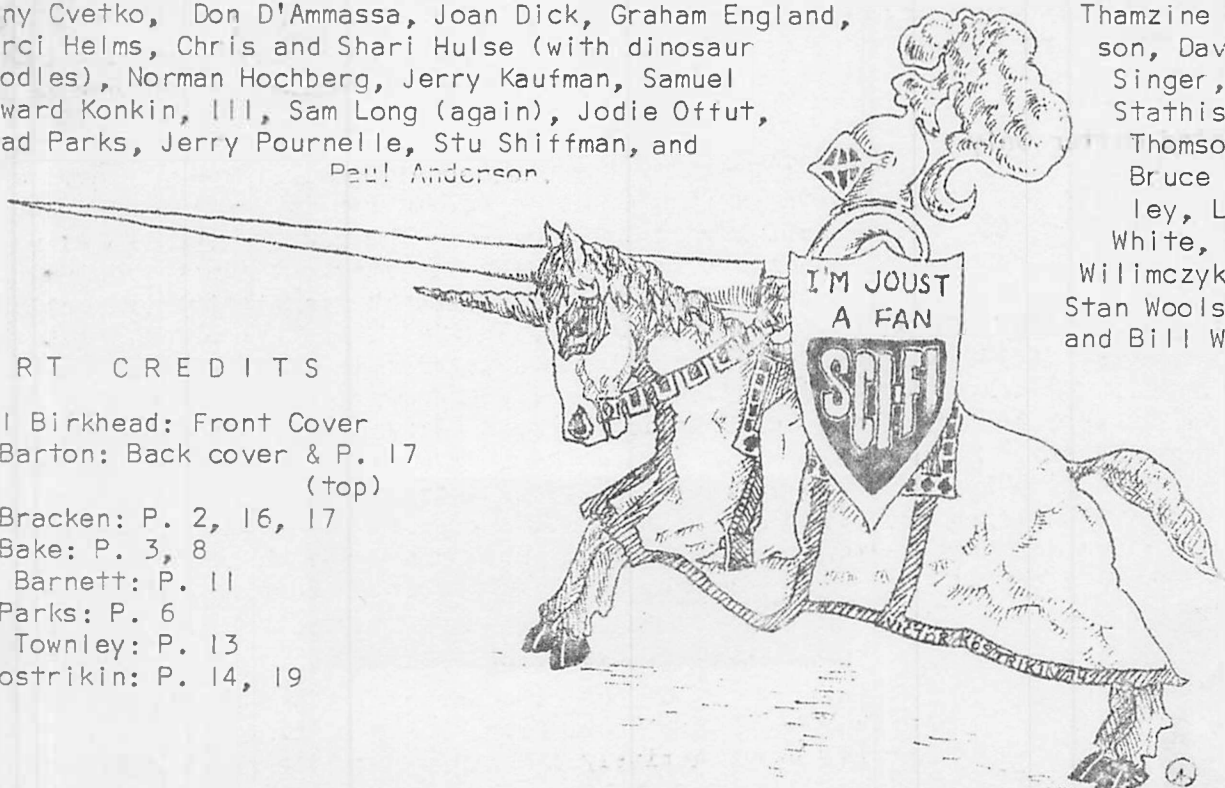 ny Cvetko, Don D'Ammassa, Joan Dick, Graham England,
rci Helms, Chris and Shari Hulse (with dinosaur
odles), Norman Hochberg, Jerry Kaufman, Samuel
ward Konkin, III, Sam Long (again), Jodie Offut,
ad Parks, Jerry Pournelle, Stu Shiffman, and
Paul Anderson.
Thamzine
son, Dav
Singer,
Stathis
Thomso
Bruce
ley, L
White,
Wilimczyk
Stan Wools
and Bill W
I'M JOUST
A FAN
SCI-FI
RT CREDITS
l Birkhead: Front Cover
Barton: Back cover & P. 17
(top)
Bracken: P. 2, 16, 17
Bake: P. 3, 8
Barnett: P. 11
Parks: P. 6
Townley: P. 13
ostrikin: P. 14, 19
KOSTRIKIN